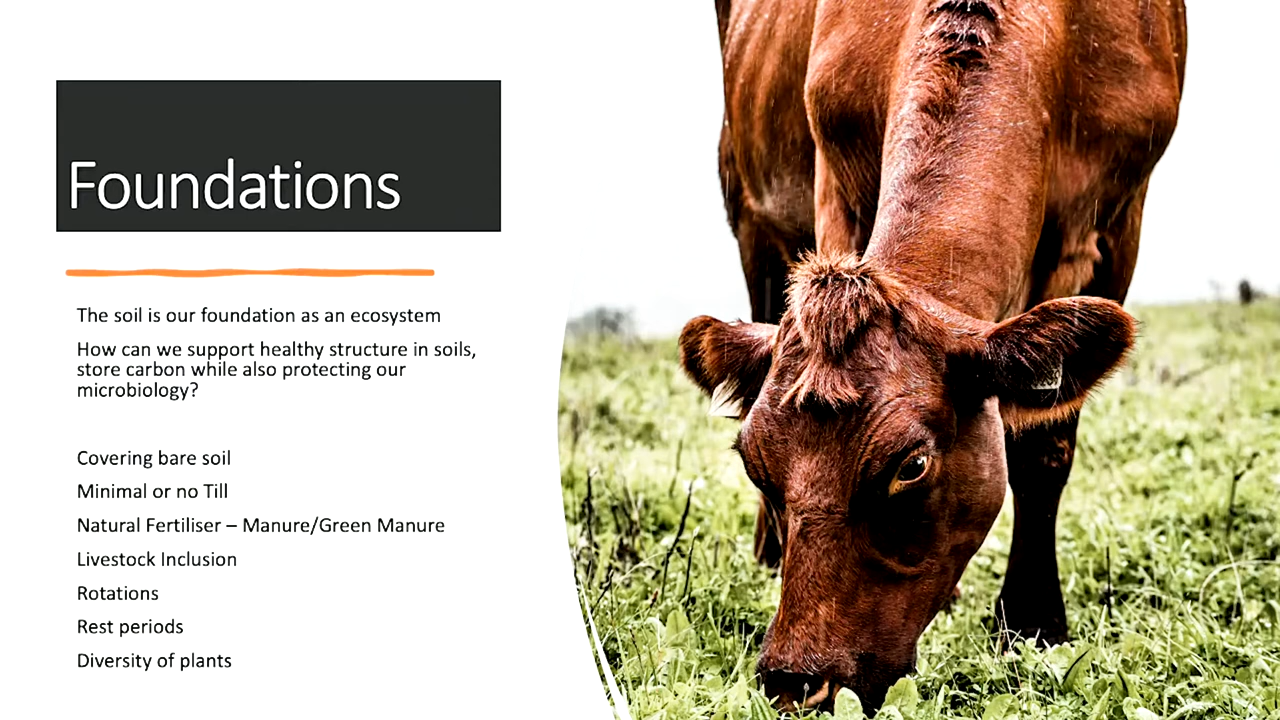 Foundations
The soil is our foundation as an ecosystem
How can we support healthy structure in soils,
store carbon while also protecting our
microbiology?
Covering bare soil
Minimal or no Till
Natural Fertiliser – Manure/Green Manure
Livestock Inclusion
Rotations
Rest periods
Diversity of plants